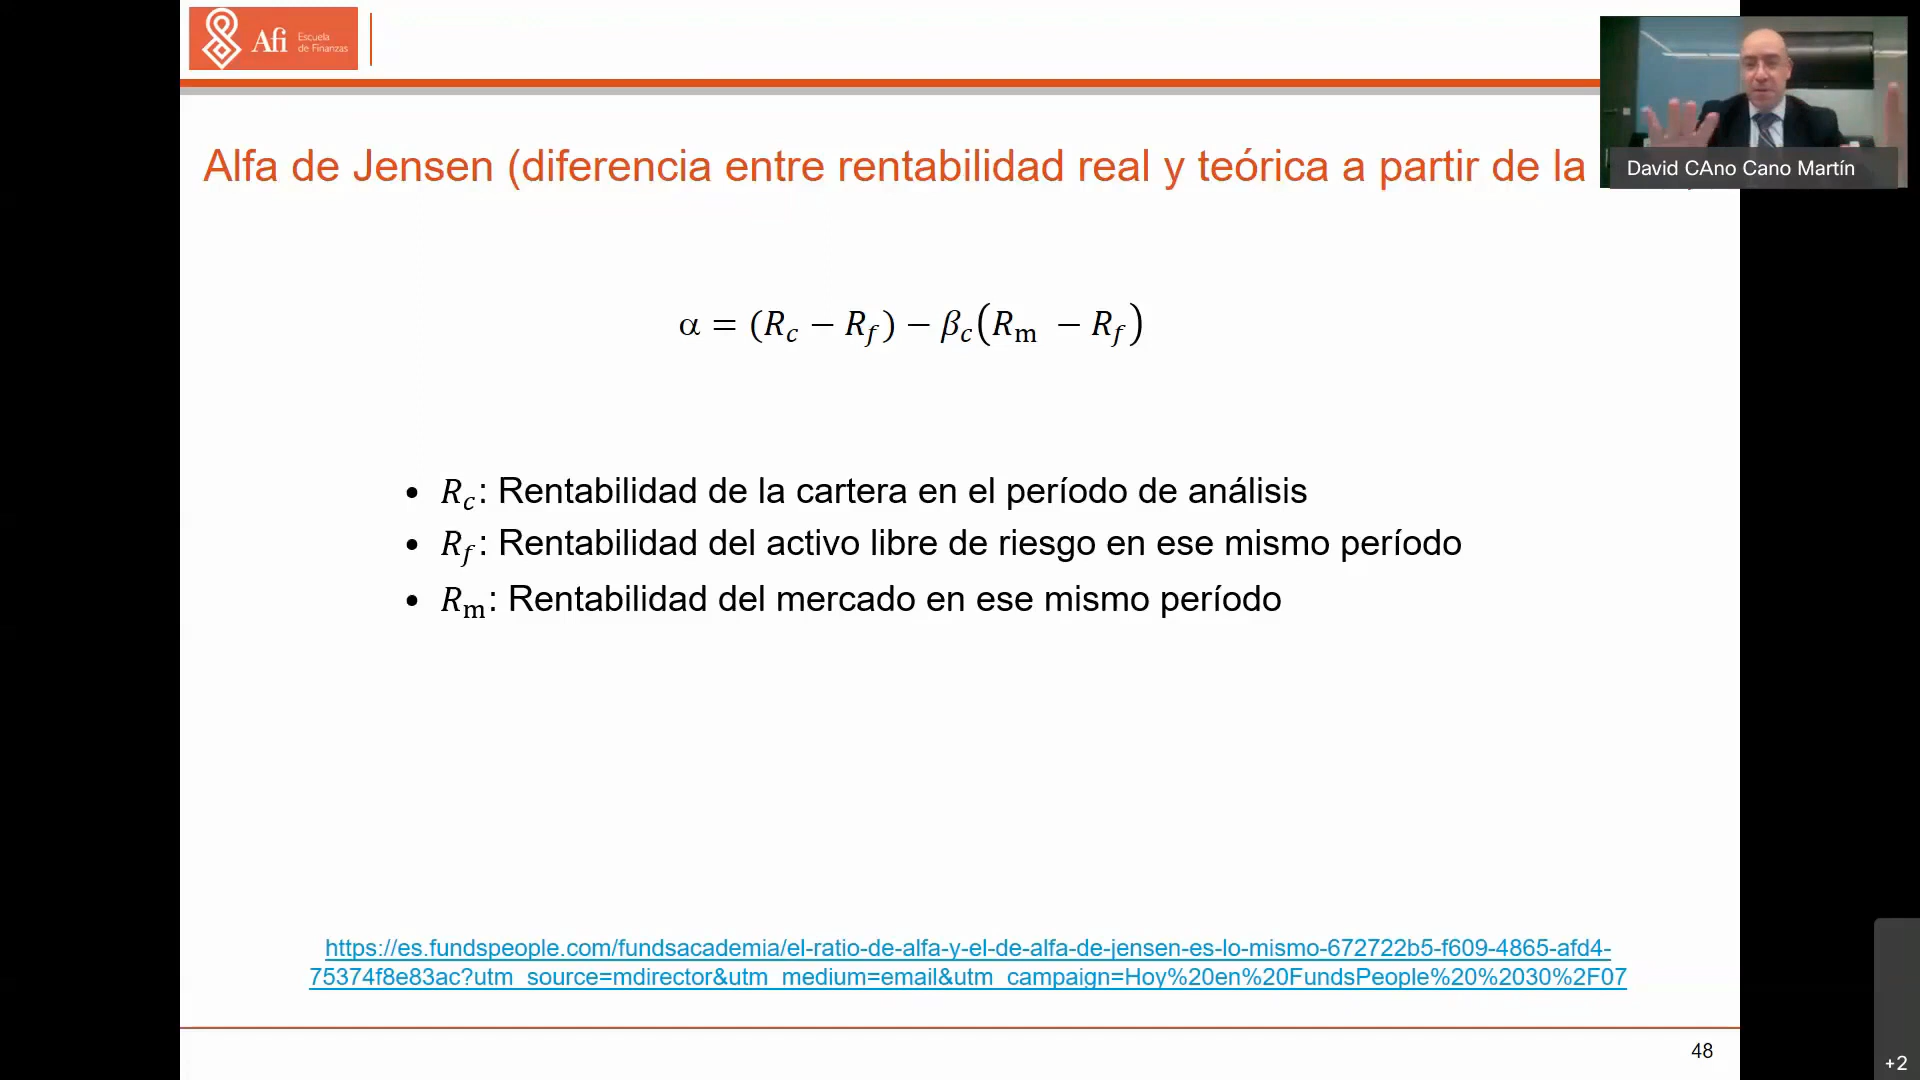 Afi Escuela
de Finanzas
David CAno Cano Martín
Alfa de Jensen (diferencia entre rentabilidad real y teórica a partir de la
α = (R_c − R_f) − β_c(R_m − R_f)
• R_c: Rentabilidad de la cartera en el período de análisis
• R_f: Rentabilidad del activo libre de riesgo en ese mismo período
• R_m: Rentabilidad del mercado en ese mismo período
https://es.fundspeople.com/fundsacademia/el-ratio-de-alfa-y-el-de-alfa-de-jensen-es-lo-mismo-672722b5-f609-4865-afd4-
75374f8e83ac?utm_source=mdirector&utm_medium=email&utm_campaign=Hoy%20en%20FundsPeople%20%2030%2F07
48
+2